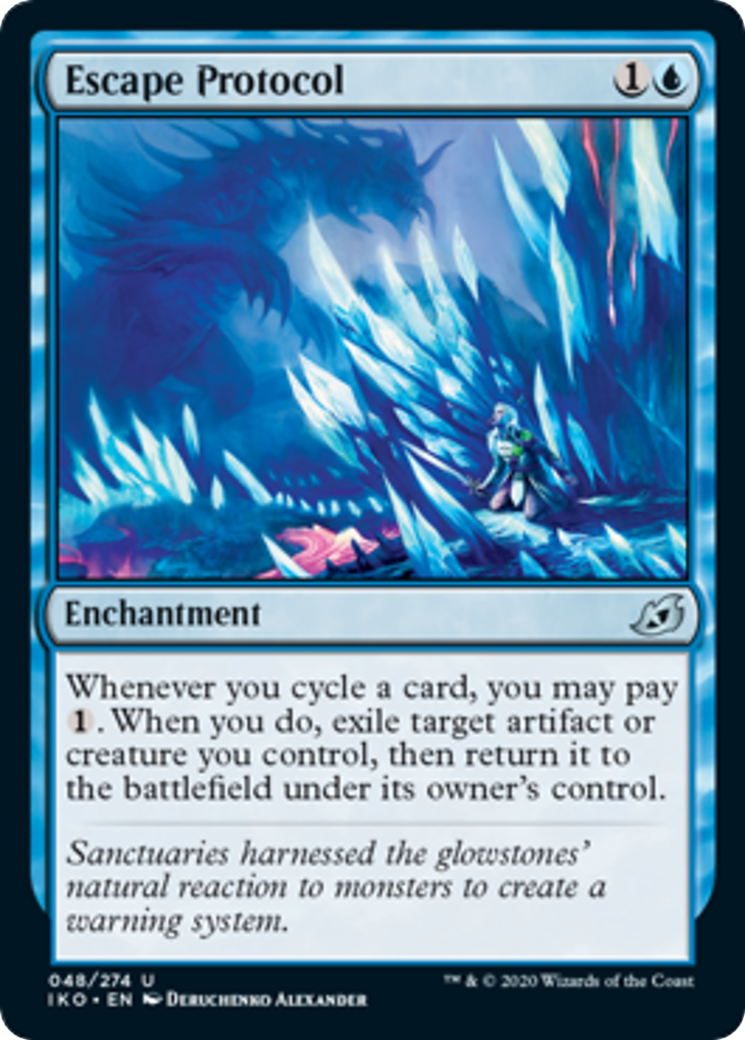 Escape Protocol 1
Enchantment
Whenever you cycle a card, you may pay
1. When you do, exile target artifact or
creature you control, then return it to
the battlefield under its owner's control.
Sanctuaries harnessed the glowstones'
natural reaction to monsters to create a
warning system.
048/274 U
™ & © 2020 Wizards of the Coast
IKO • EN Deruchenko Alexander